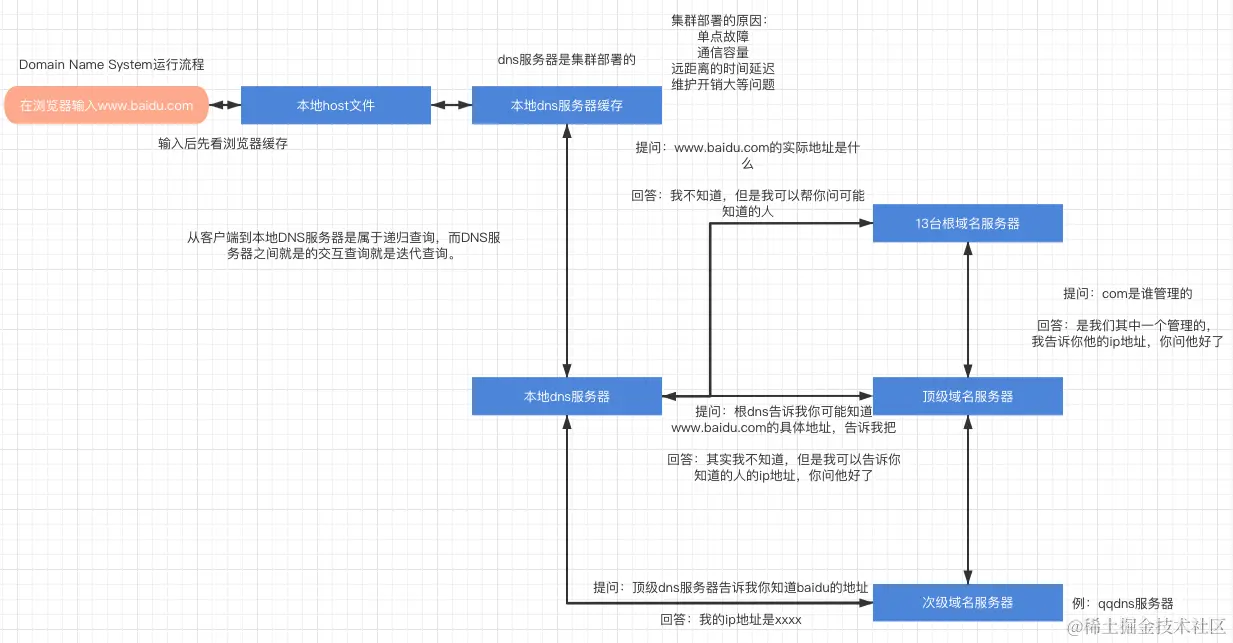 集群部署的原因：
单点故障
通信容量
远距离的时间延迟
维护开销大等问题
dns服务器是集群部署的
Domain Name System运行流程
在浏览器输入www.baidu.com
本地host文件
本地dns服务器缓存
输入后先看浏览器缓存
提问：www.baidu.com的实际地址是什
么
回答：我不知道，但是我可以帮你问可能
知道的人
13台根域名服务器
从客户端到本地DNS服务器是属于递归查询，而DNS服
务器之间就是的交互查询就是迭代查询。
提问：com是谁管理的
回答：是我们其中一个管理的，
我告诉你他的ip地址，你问他好了
本地dns服务器
顶级域名服务器
提问：根dns告诉我你可能知道
www.baidu.com的具体地址，告诉我把
回答：其实我不知道，但是我可以告诉你
知道的人的ip地址，你问他好了
提问：顶级dns服务器告诉我你知道baidu的地址
回答：我的ip地址是xxxx
次级域名服务器
例：qqdns服务器
@稀土掘金技术社区